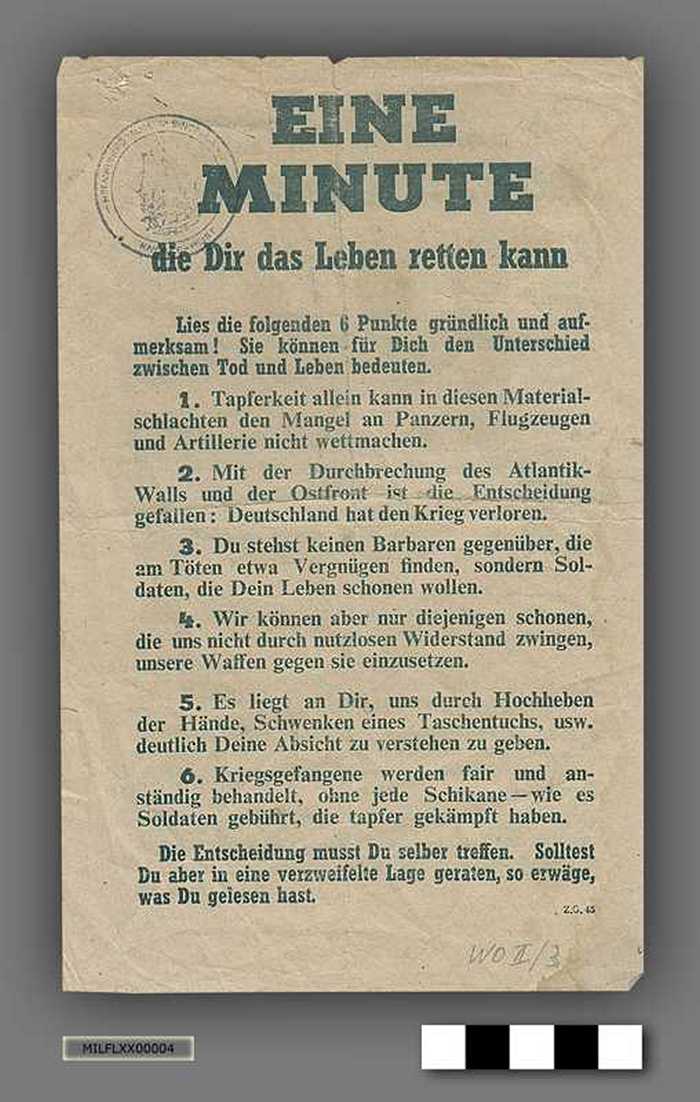 EINE
MINUTE
die Dir das Leben retten kann
Lies die folgenden 6 Punkte gründlich und auf-
merksam! Sie können für Dich den Unterschied
zwischen Tod und Leben bedeuten.
1. Tapferkeit allein kann in diesen Material-
schlachten den Mangel an Panzern, Flugzeugen
und Artillerie nicht wettmachen.
2. Mit der Durchbrechung des Atlantik-
Walls und der Ostfront ist die Entscheidung
gefallen: Deutschland hat den Krieg verloren.
3. Du stehst keinen Barbaren gegenüber, die
am Töten etwa Vergnügen finden, sondern Sol-
daten, die Dein Leben schonen wollen.
4. Wir können aber nur diejenigen schonen,
die uns nicht durch nutzlosen Widerstand zwingen,
unsere Waffen gegen sie einzusetzen.
5. Es liegt an Dir, uns durch Hochheben
der Hände, Schwenken eines Taschentuchs, usw.
deutlich Deine Absicht zu verstehen zu geben.
6. Kriegsgefangene werden fair und an-
ständig behandelt, ohne jede Schikane — wie es
Soldaten gebührt, die tapfer gekämpft haben.
Die Entscheidung musst Du selber treffen. Solltest
Du aber in eine verzweifelte Lage geraten, so erwäge,
was Du gelesen hast.
Z.G. 45
WO II/3
MILFLXX00004